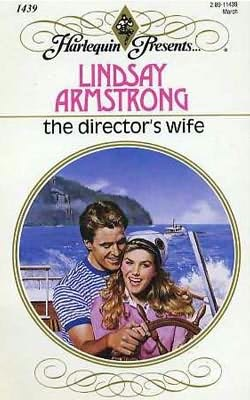 1439
2-89-11439
March
Harlequin Presents...
LINDSAY
ARMSTRONG
the director's wife